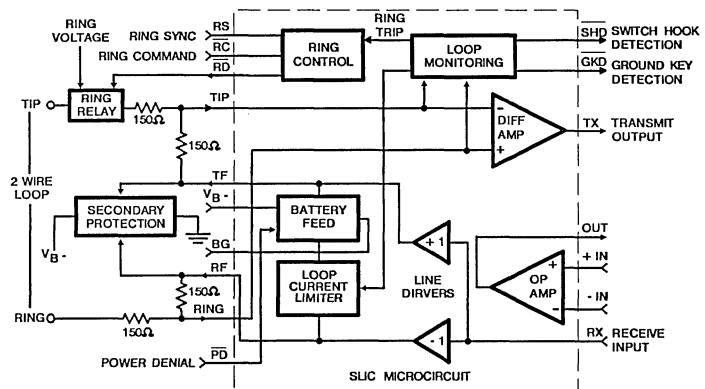 RING
VOLTAGE
RING SYNC
RS
RING COMMAND
RC
RD
RING
CONTROL
RING
TRIP
LOOP
MONITORING
SHD
SWITCH HOOK
DETECTION
GKD
GROUND KEY
DETECTION
TIP
RING
RELAY
150Ω
TIP
150Ω
DIFF
AMP
-
+
TX
TRANSMIT
OUTPUT
2 WIRE
LOOP
TF
VB-
SECONDARY
PROTECTION
VB-
BG
BATTERY
FEED
+ 1
OUT
+ IN
OP
AMP
+
-
- IN
RF
150Ω
LOOP
CURRENT
LIMITER
LINE
DIRVERS
RING
150Ω
RING
- 1
RX
RECEIVE
INPUT
POWER DENIAL
PD
SLIC MICROCIRCUIT